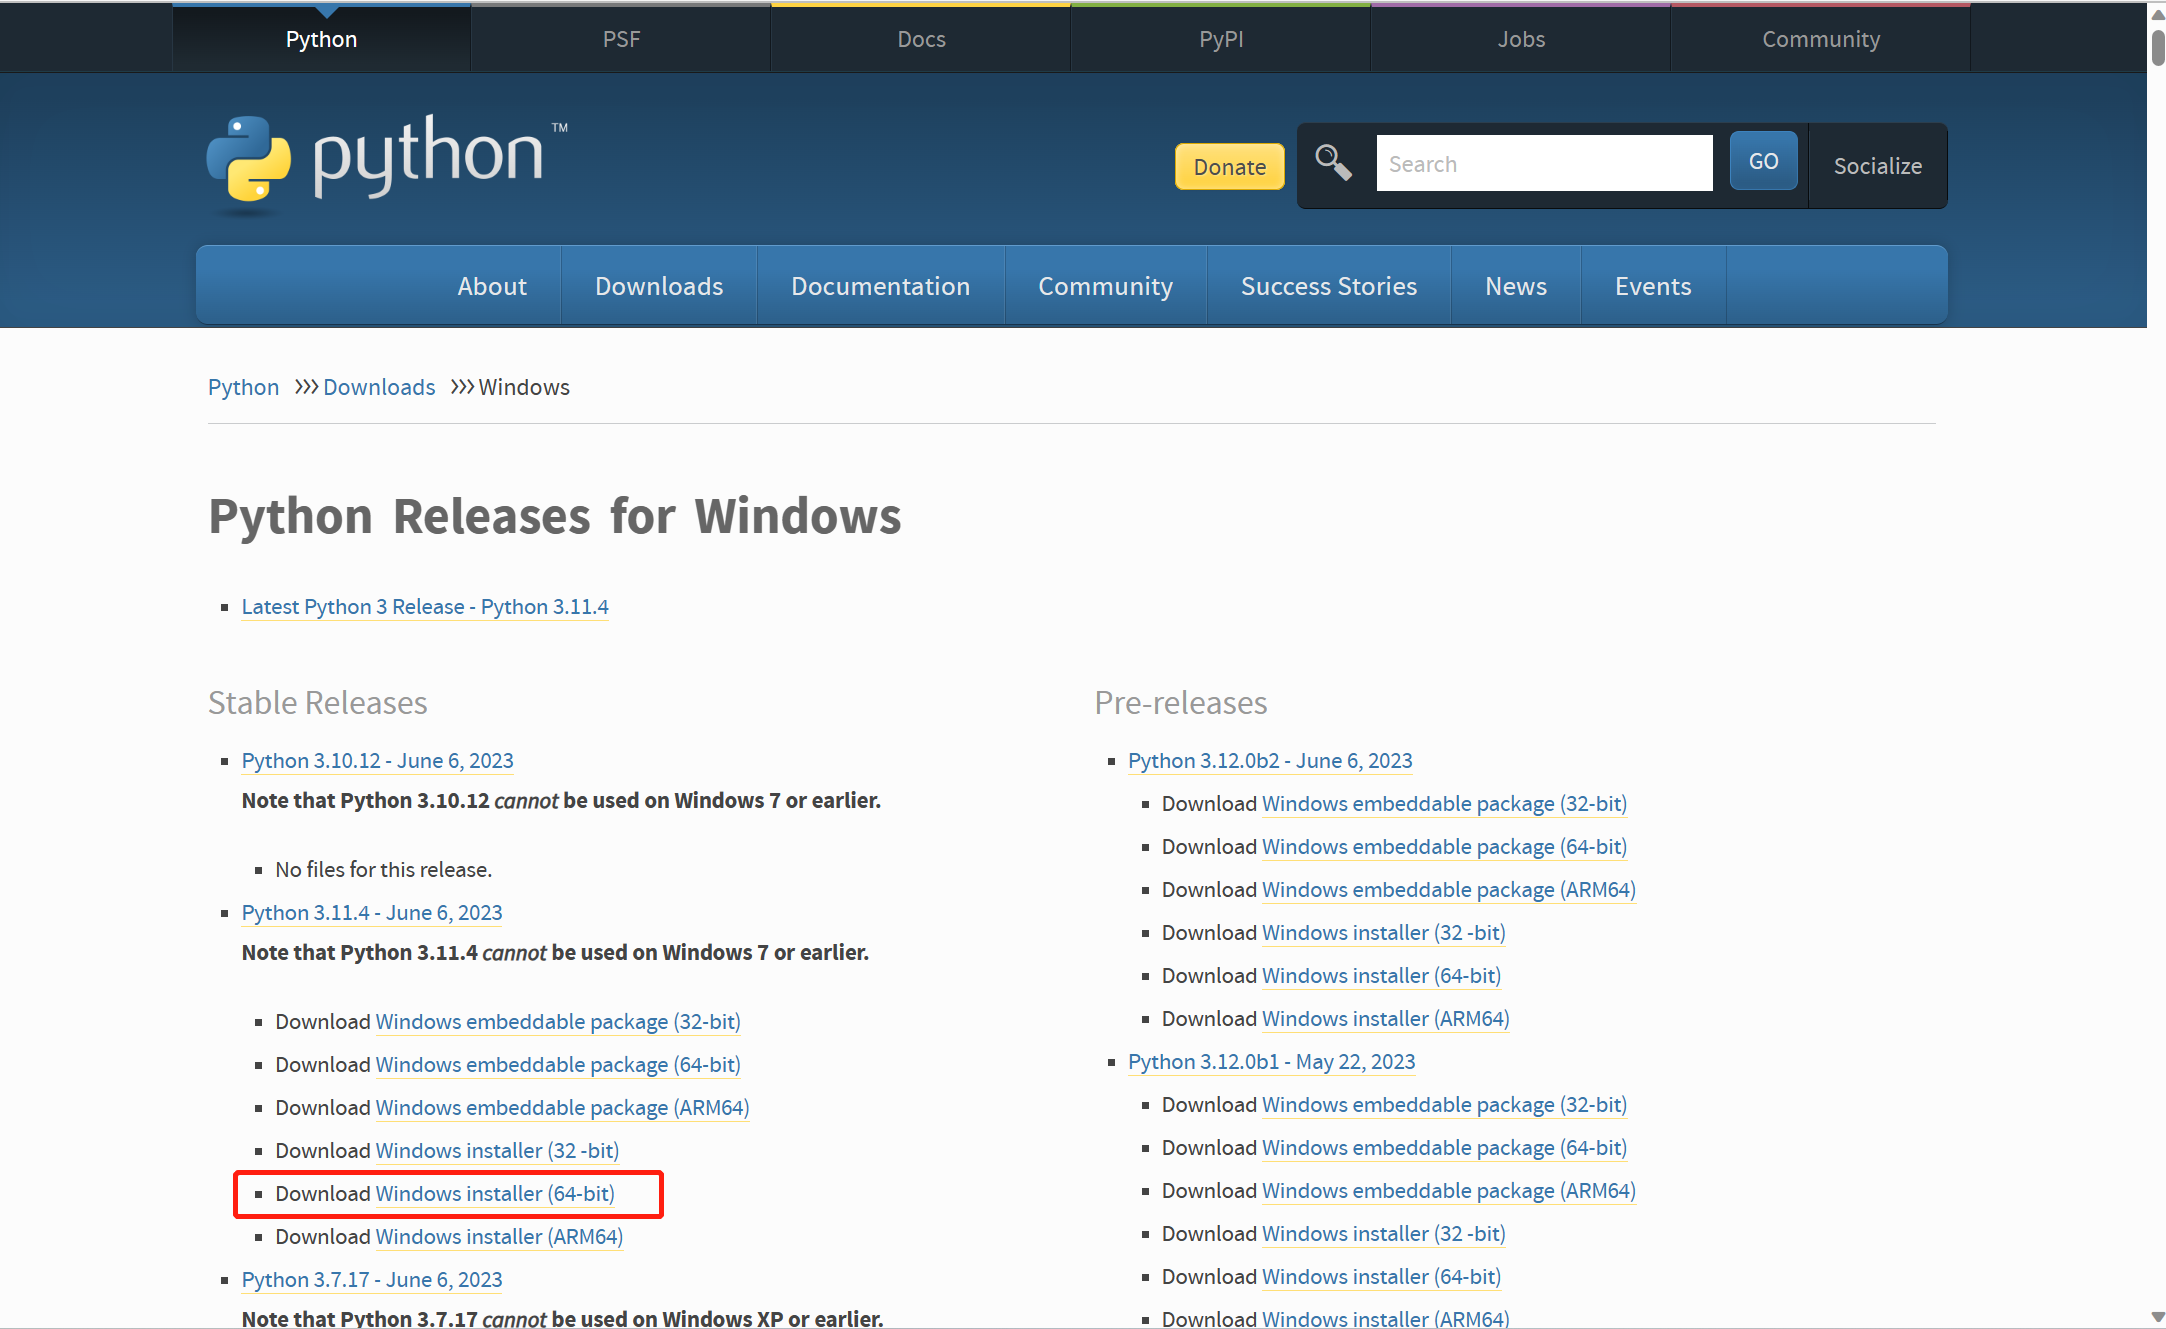 Python PSF Docs PyPI Jobs Community
python™
Donate Search GO Socialize
About Downloads Documentation Community Success Stories News Events
Python >>> Downloads >>> Windows
Python Releases for Windows
Latest Python 3 Release - Python 3.11.4
Stable Releases
Python 3.10.12 - June 6, 2023
Note that Python 3.10.12 cannot be used on Windows 7 or earlier.
No files for this release.
Python 3.11.4 - June 6, 2023
Note that Python 3.11.4 cannot be used on Windows 7 or earlier.
Download Windows embeddable package (32-bit)
Download Windows embeddable package (64-bit)
Download Windows embeddable package (ARM64)
Download Windows installer (32 -bit)
Download Windows installer (64-bit)
Download Windows installer (ARM64)
Python 3.7.17 - June 6, 2023
Note that Python 3.7.17 cannot be used on Windows XP or earlier.
Pre-releases
Python 3.12.0b2 - June 6, 2023
Download Windows embeddable package (32-bit)
Download Windows embeddable package (64-bit)
Download Windows embeddable package (ARM64)
Download Windows installer (32 -bit)
Download Windows installer (64-bit)
Download Windows installer (ARM64)
Python 3.12.0b1 - May 22, 2023
Download Windows embeddable package (32-bit)
Download Windows embeddable package (64-bit)
Download Windows embeddable package (ARM64)
Download Windows installer (32 -bit)
Download Windows installer (64-bit)
Download Windows installer (ARM64)